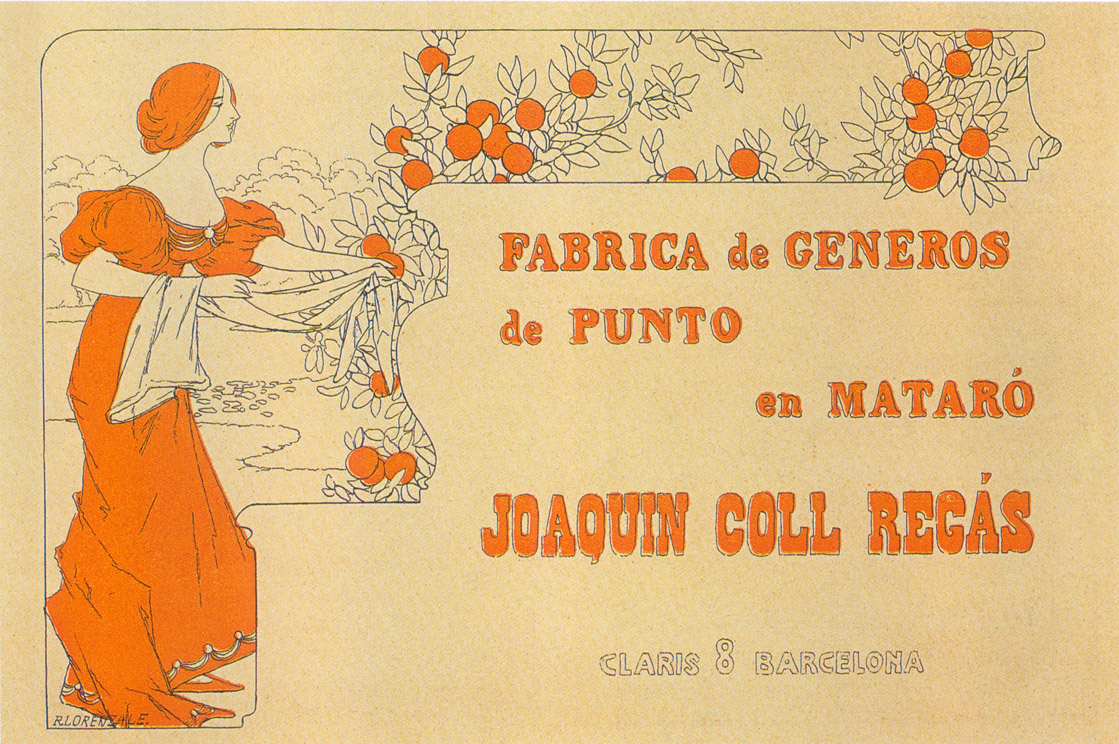 FABRICA de GENEROS
de PUNTO
en MATARÓ
JOAQUIN COLL REGÁS
CLARIS 8 BARCELONA
R.LORENZALE.